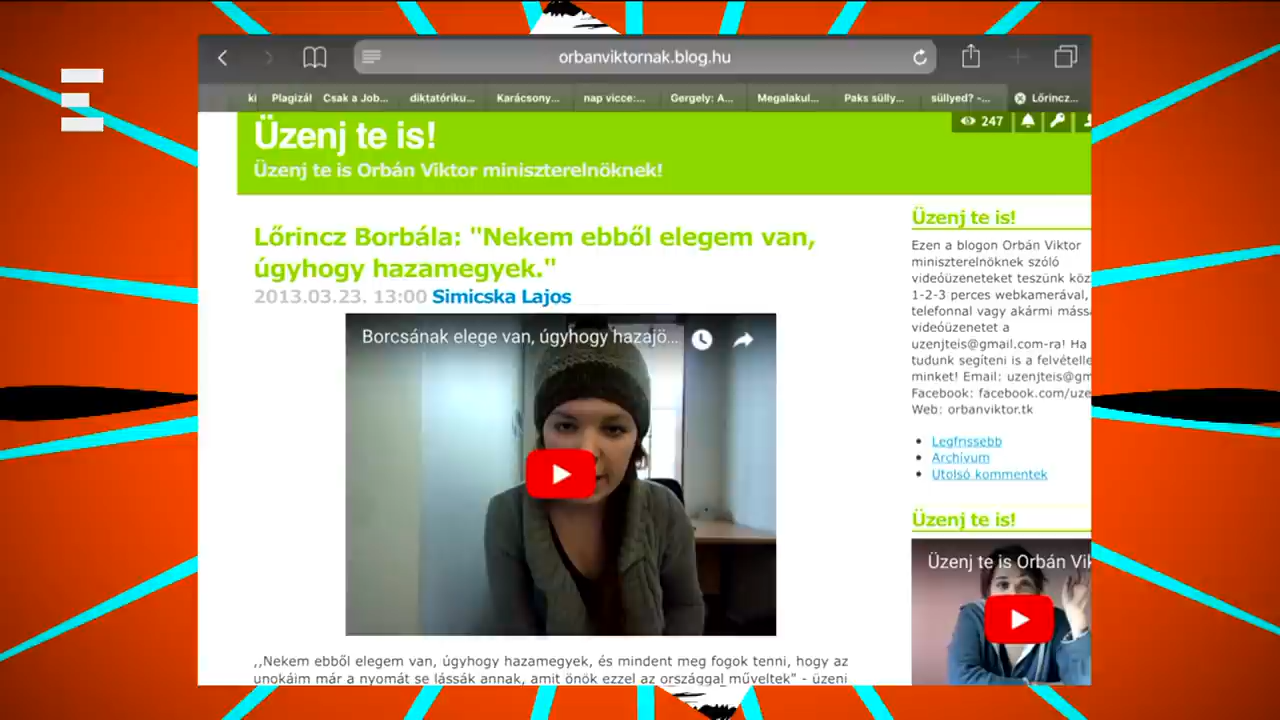 orbanviktornak.blog.hu
ki Plagizál Csak a Job... diktatóriku... Karácsony... nap vicce:... Gergely: A... Megalakul... Paks sülly... süllyed? -... Lőrincz...
247
Üzenj te is!
Üzenj te is Orbán Viktor miniszterelnöknek!
Lőrincz Borbála: "Nekem ebből elegem van,
úgyhogy hazamegyek."
2013.03.23. 13:00 Simicska Lajos
Borcsának elege van, úgyhogy hazajö...
,,Nekem ebből elegem van, úgyhogy hazamegyek, és mindent meg fogok tenni, hogy az
unokáim már a nyomát se lássák annak, amit önök ezzel az országgal műveltek" - üzeni
Üzenj te is!
Ezen a blogon Orbán Viktor
miniszterelnöknek szóló
videóüzeneteket teszünk köz
1-2-3 perces webkamerával,
telefonnal vagy akármi máss
videóüzenetet a
uzenjteis@gmail.com-ra! Ha
tudunk segíteni is a felvétele
minket! Email: uzenjteis@gm
Facebook: facebook.com/uze
Web: orbanviktor.tk
Legfrissebb
Archívum
Utolsó kommentek
Üzenj te is!
Üzenj te is Orbán Vik